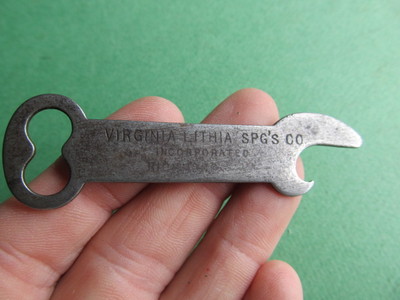 VIRGINIA LITHIA SPG'S CO.
INCORPORATED